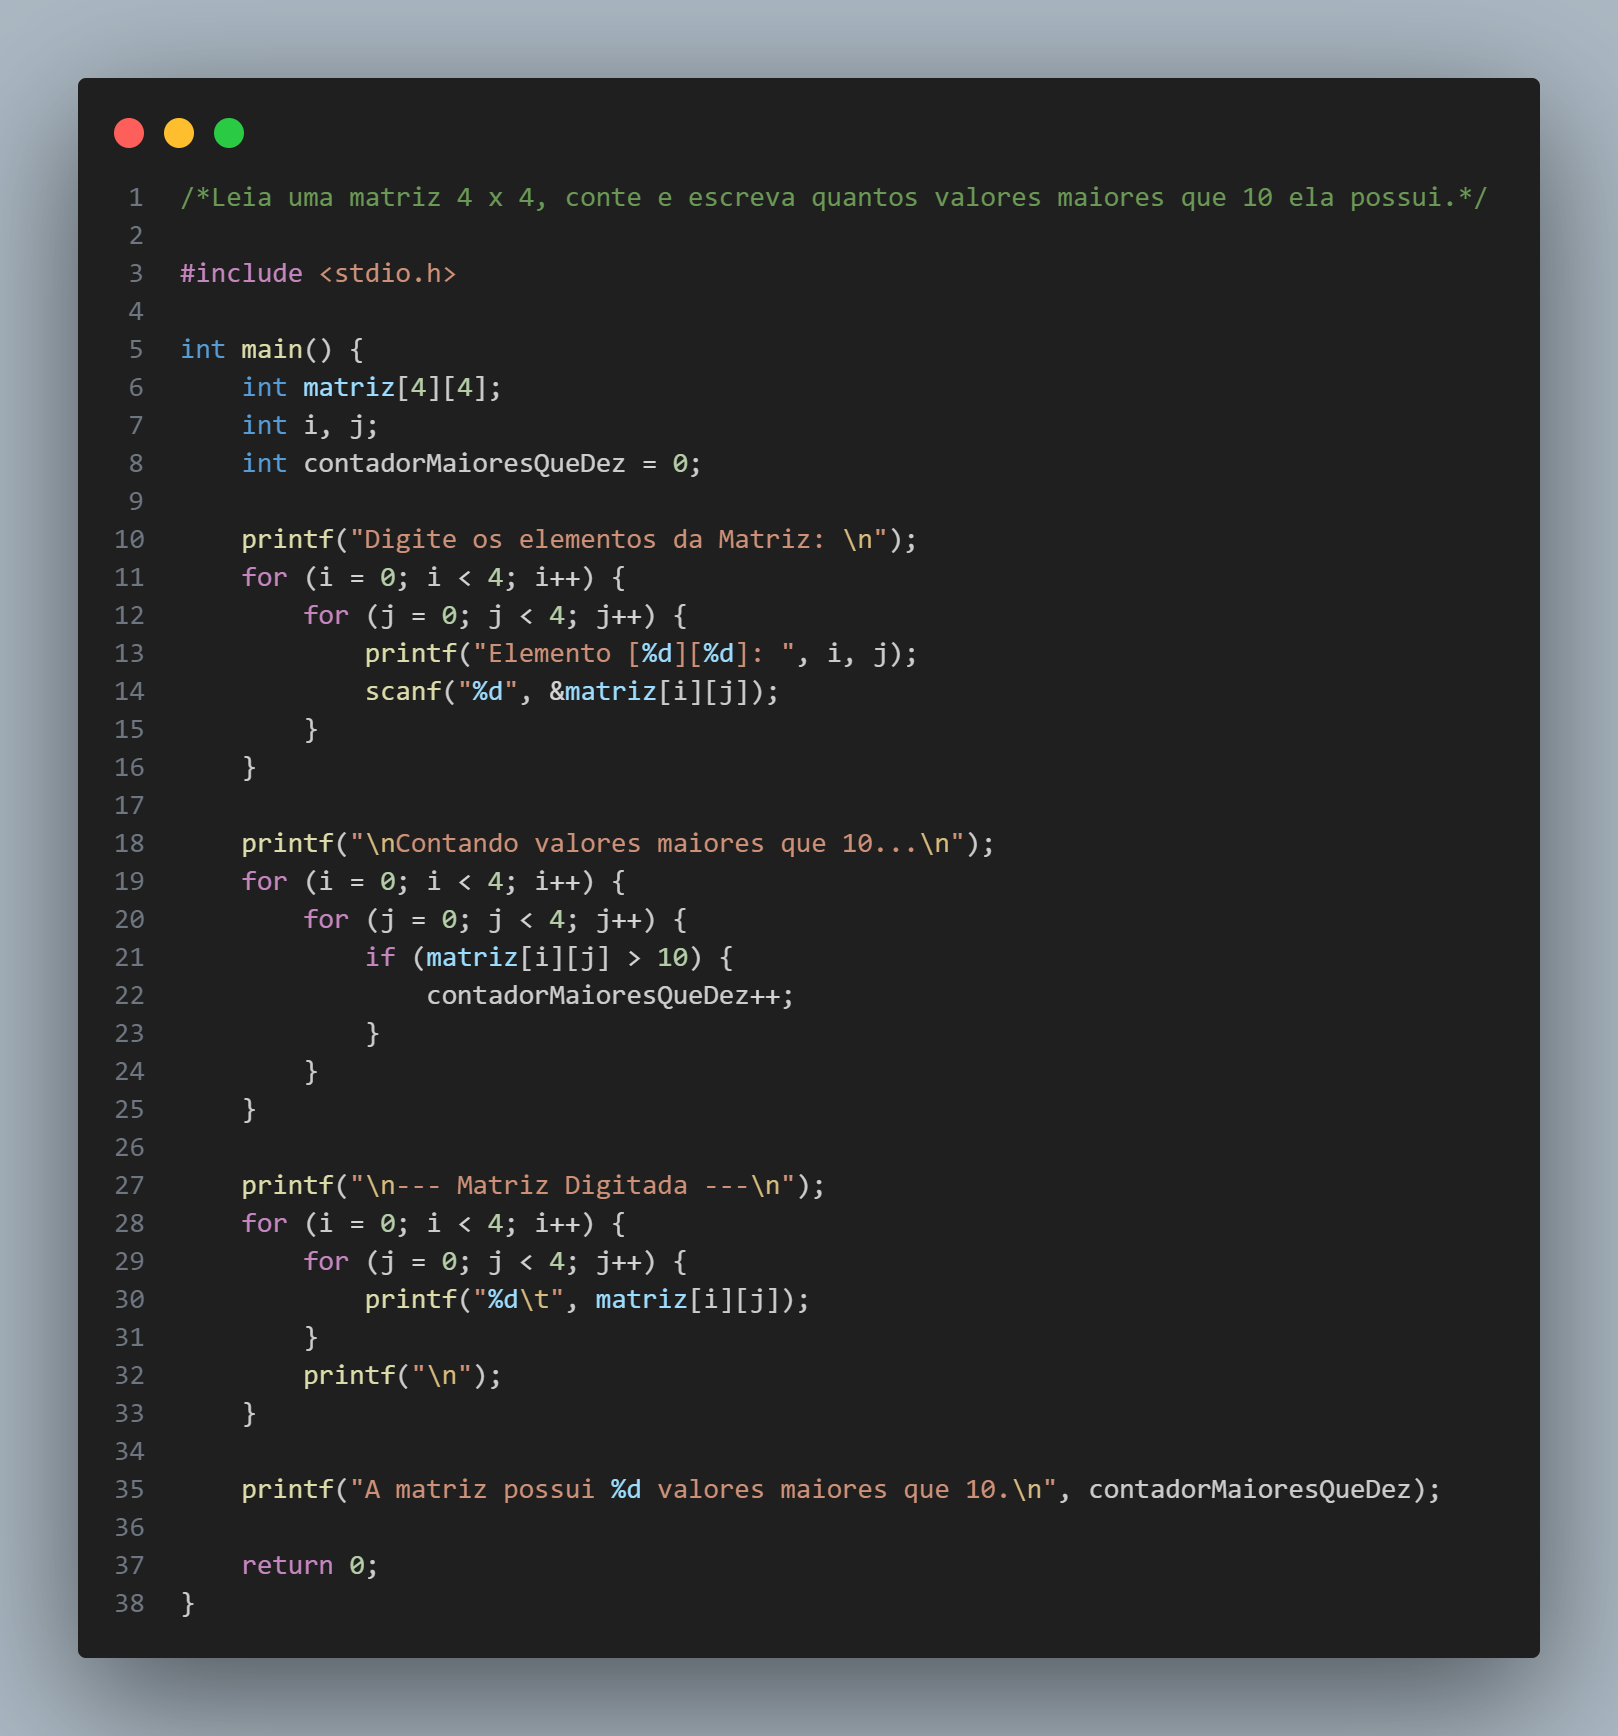 1 /*Leia uma matriz 4 x 4, conte e escreva quantos valores maiores que 10 ela possui.*/
2
3 #include <stdio.h>
4
5 int main() {
6     int matriz[4][4];
7     int i, j;
8     int contadorMaioresQueDez = 0;
9
10     printf("Digite os elementos da Matriz: \n");
11     for (i = 0; i < 4; i++) {
12         for (j = 0; j < 4; j++) {
13             printf("Elemento [%d][%d]: ", i, j);
14             scanf("%d", &matriz[i][j]);
15         }
16     }
17
18     printf("\nContando valores maiores que 10...\n");
19     for (i = 0; i < 4; i++) {
20         for (j = 0; j < 4; j++) {
21             if (matriz[i][j] > 10) {
22                 contadorMaioresQueDez++;
23             }
24         }
25     }
26
27     printf("\n--- Matriz Digitada ---\n");
28     for (i = 0; i < 4; i++) {
29         for (j = 0; j < 4; j++) {
30             printf("%d\t", matriz[i][j]);
31         }
32         printf("\n");
33     }
34
35     printf("A matriz possui %d valores maiores que 10.\n", contadorMaioresQueDez);
36
37     return 0;
38 }